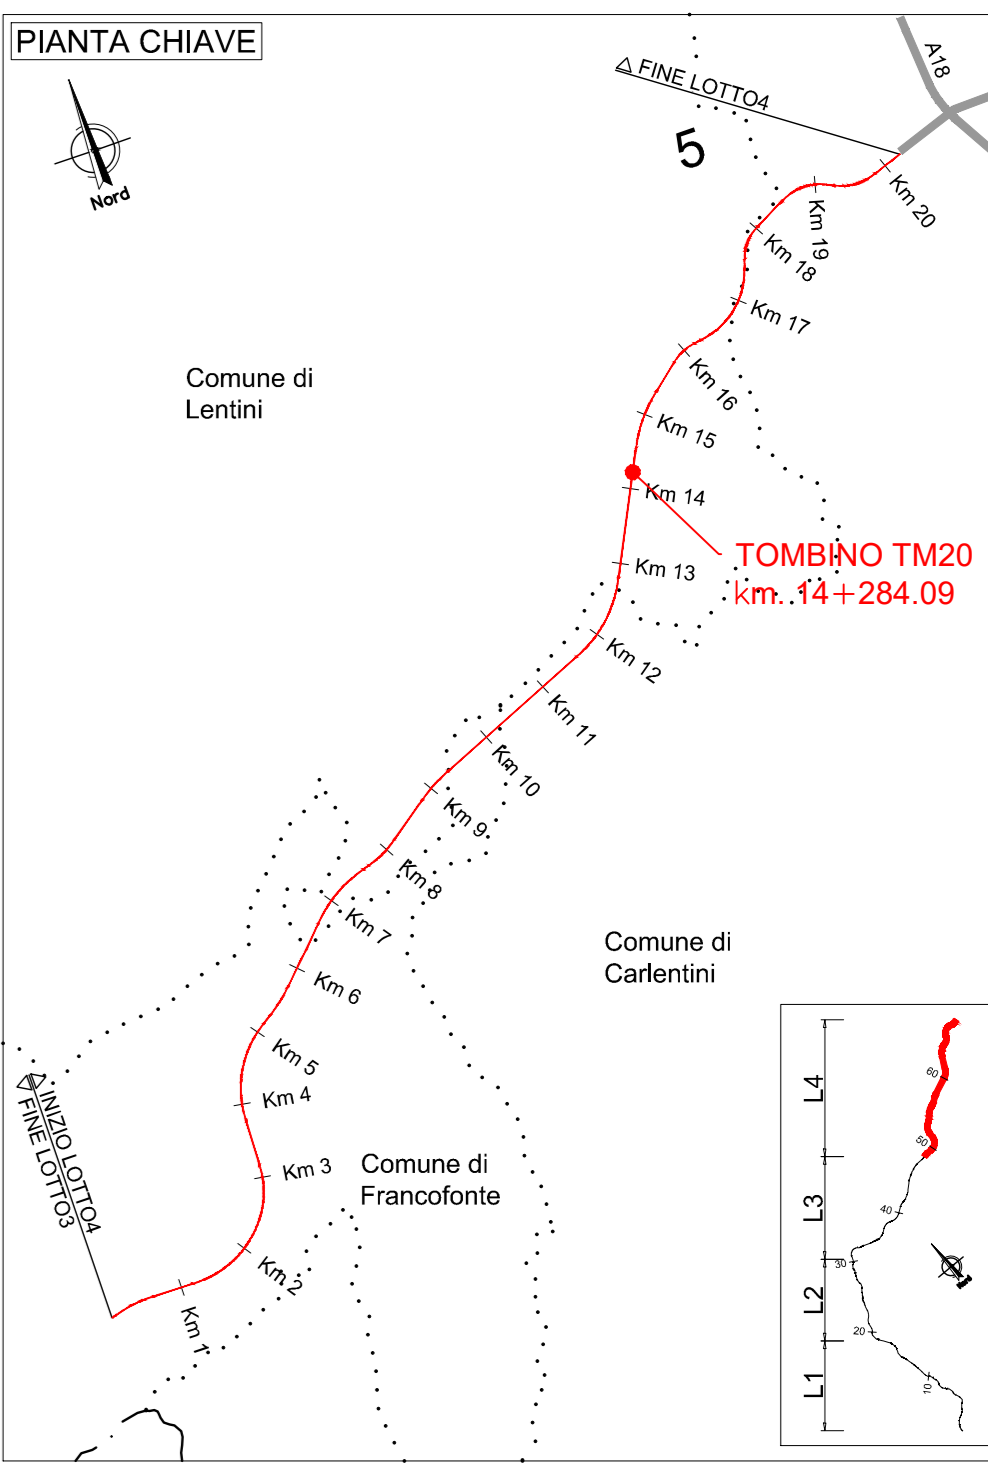 PIANTA CHIAVE
Nord
FINE LOTTO4
A18
5
Km 20
Km 19
Km 18
Km 17
Km 16
Km 15
Km 14
Km 13
Km 12
Km 11
Km 10
Km 9
Km 8
Km 7
Km 6
Km 5
Km 4
Km 3
Km 2
Km 1
Comune di
Lentini
TOMBINO TM20
km. 14+284.09
Comune di
Carlentini
Comune di
Francofonte
INIZIO LOTTO4
FINE LOTTO3
L4
L3
L2
L1
60
50
40
30
20
10